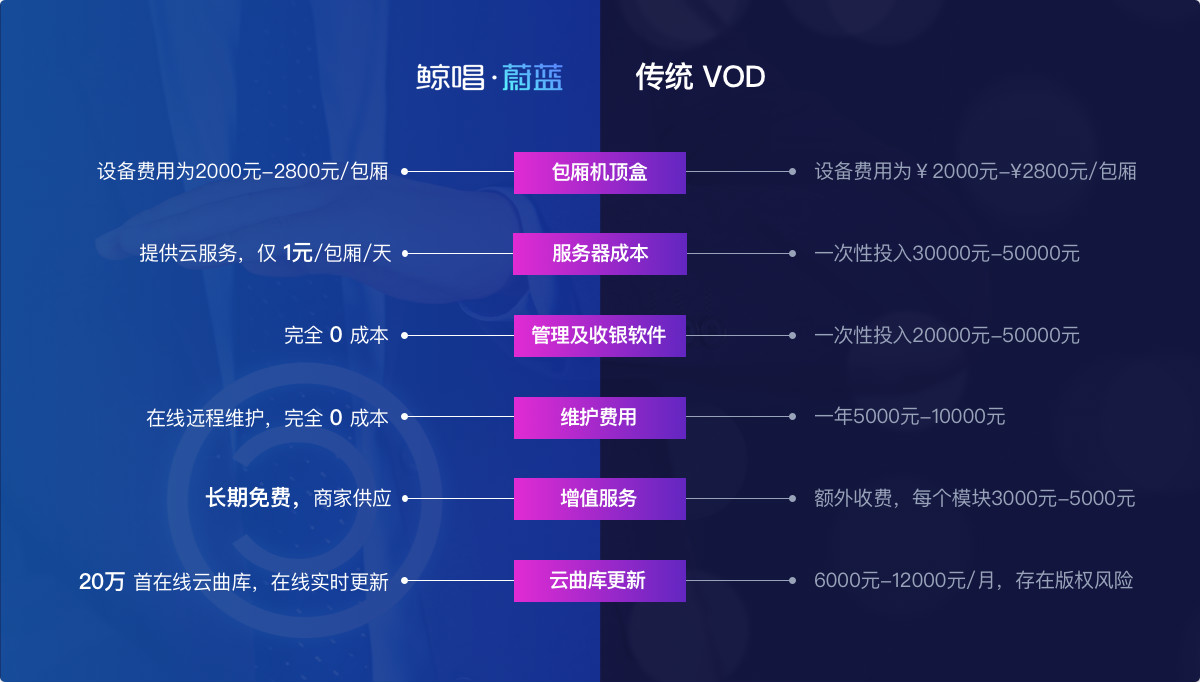 鲸唱·蔚蓝 传统 VOD
设备费用为2000元-2800元/包厢 包厢机顶盒 设备费用为￥2000元-¥2800元/包厢
提供云服务，仅 1元/包厢/天 服务器成本 一次性投入30000元-50000元
完全 0 成本 管理及收银软件 一次性投入20000元-50000元
在线远程维护，完全 0 成本 维护费用 一年5000元-10000元
长期免费，商家供应 增值服务 额外收费，每个模块3000元-5000元
20万 首在线云曲库，在线实时更新 云曲库更新 6000元-12000元/月，存在版权风险